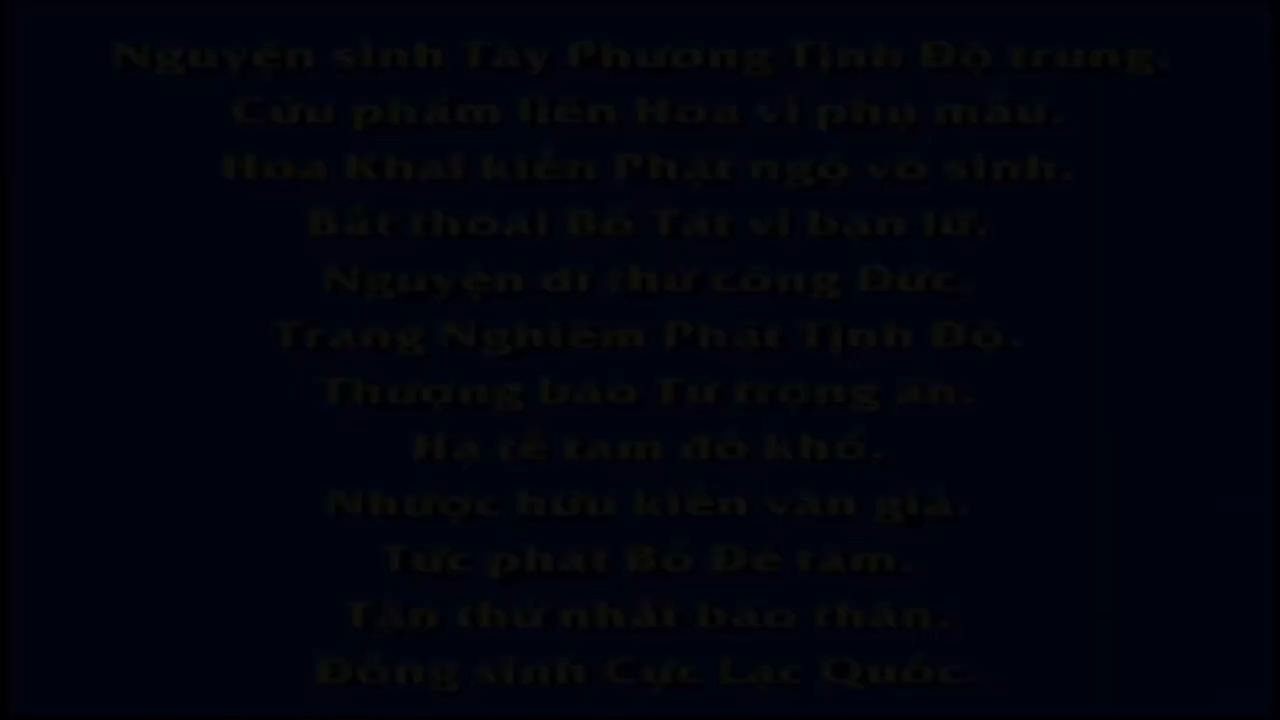 Nguyện sinh Tây Phương Tịnh Độ trung.
Cửu phẩm liên Hoa vi phụ mẫu.
Hoa Khai kiến Phật ngộ vô sinh.
Bất thoái Bồ Tát vi bạn lữ.
Nguyện dĩ thử công Đức.
Trang Nghiêm Phật Tịnh Độ.
Thượng báo Tứ trọng ân.
Hạ tế tam đồ khổ.
Nhược hữu kiến văn giả.
Tức phát Bồ Đề tâm.
Tận thử nhất báo thân.
Đồng sinh Cực Lạc Quốc.